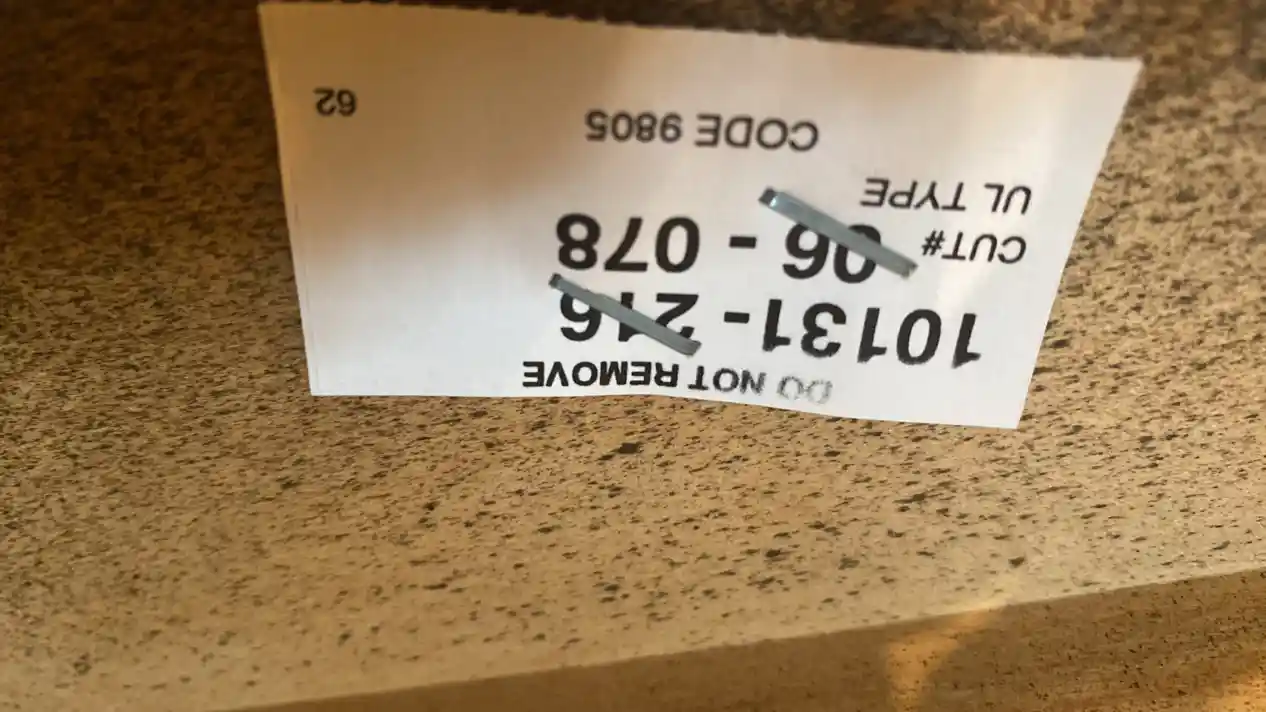 DO NOT REMOVE
10131- 216
CUT# 06 - 078
UL TYPE
CODE 9805
62